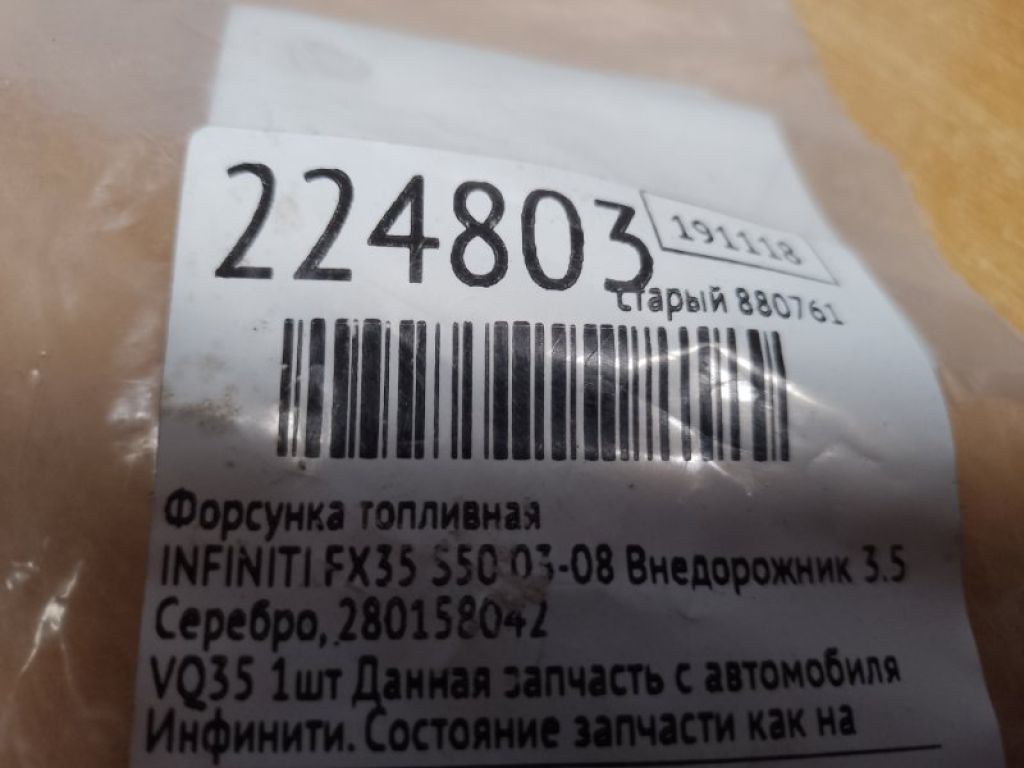 224803
191118
старый 880761
Форсунка топливная
INFINITI FX35 S50 03-08 Внедорожник 3.5
Серебро, 280158042
VQ35 1шт Данная запчасть с автомобиля
Инфинити. Состояние запчасти как на